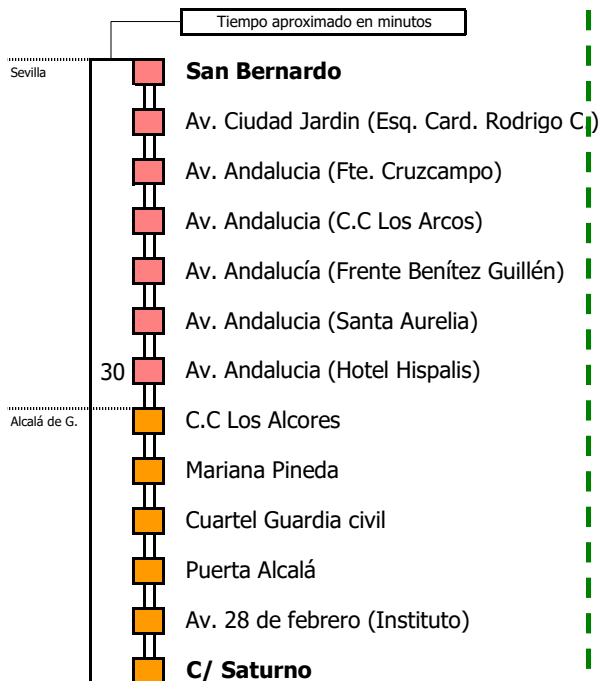 Tiempo aproximado en minutos
Sevilla
San Bernardo
Av. Ciudad Jardin (Esq. Card. Rodrigo C.)
Av. Andalucia (Fte. Cruzcampo)
Av. Andalucia (C.C Los Arcos)
Av. Andalucía (Frente Benítez Guillén)
Av. Andalucia (Santa Aurelia)
30 Av. Andalucia (Hotel Hispalis)
Alcalá de G. C.C Los Alcores
Mariana Pineda
Cuartel Guardia civil
Puerta Alcalá
Av. 28 de febrero (Instituto)
C/ Saturno